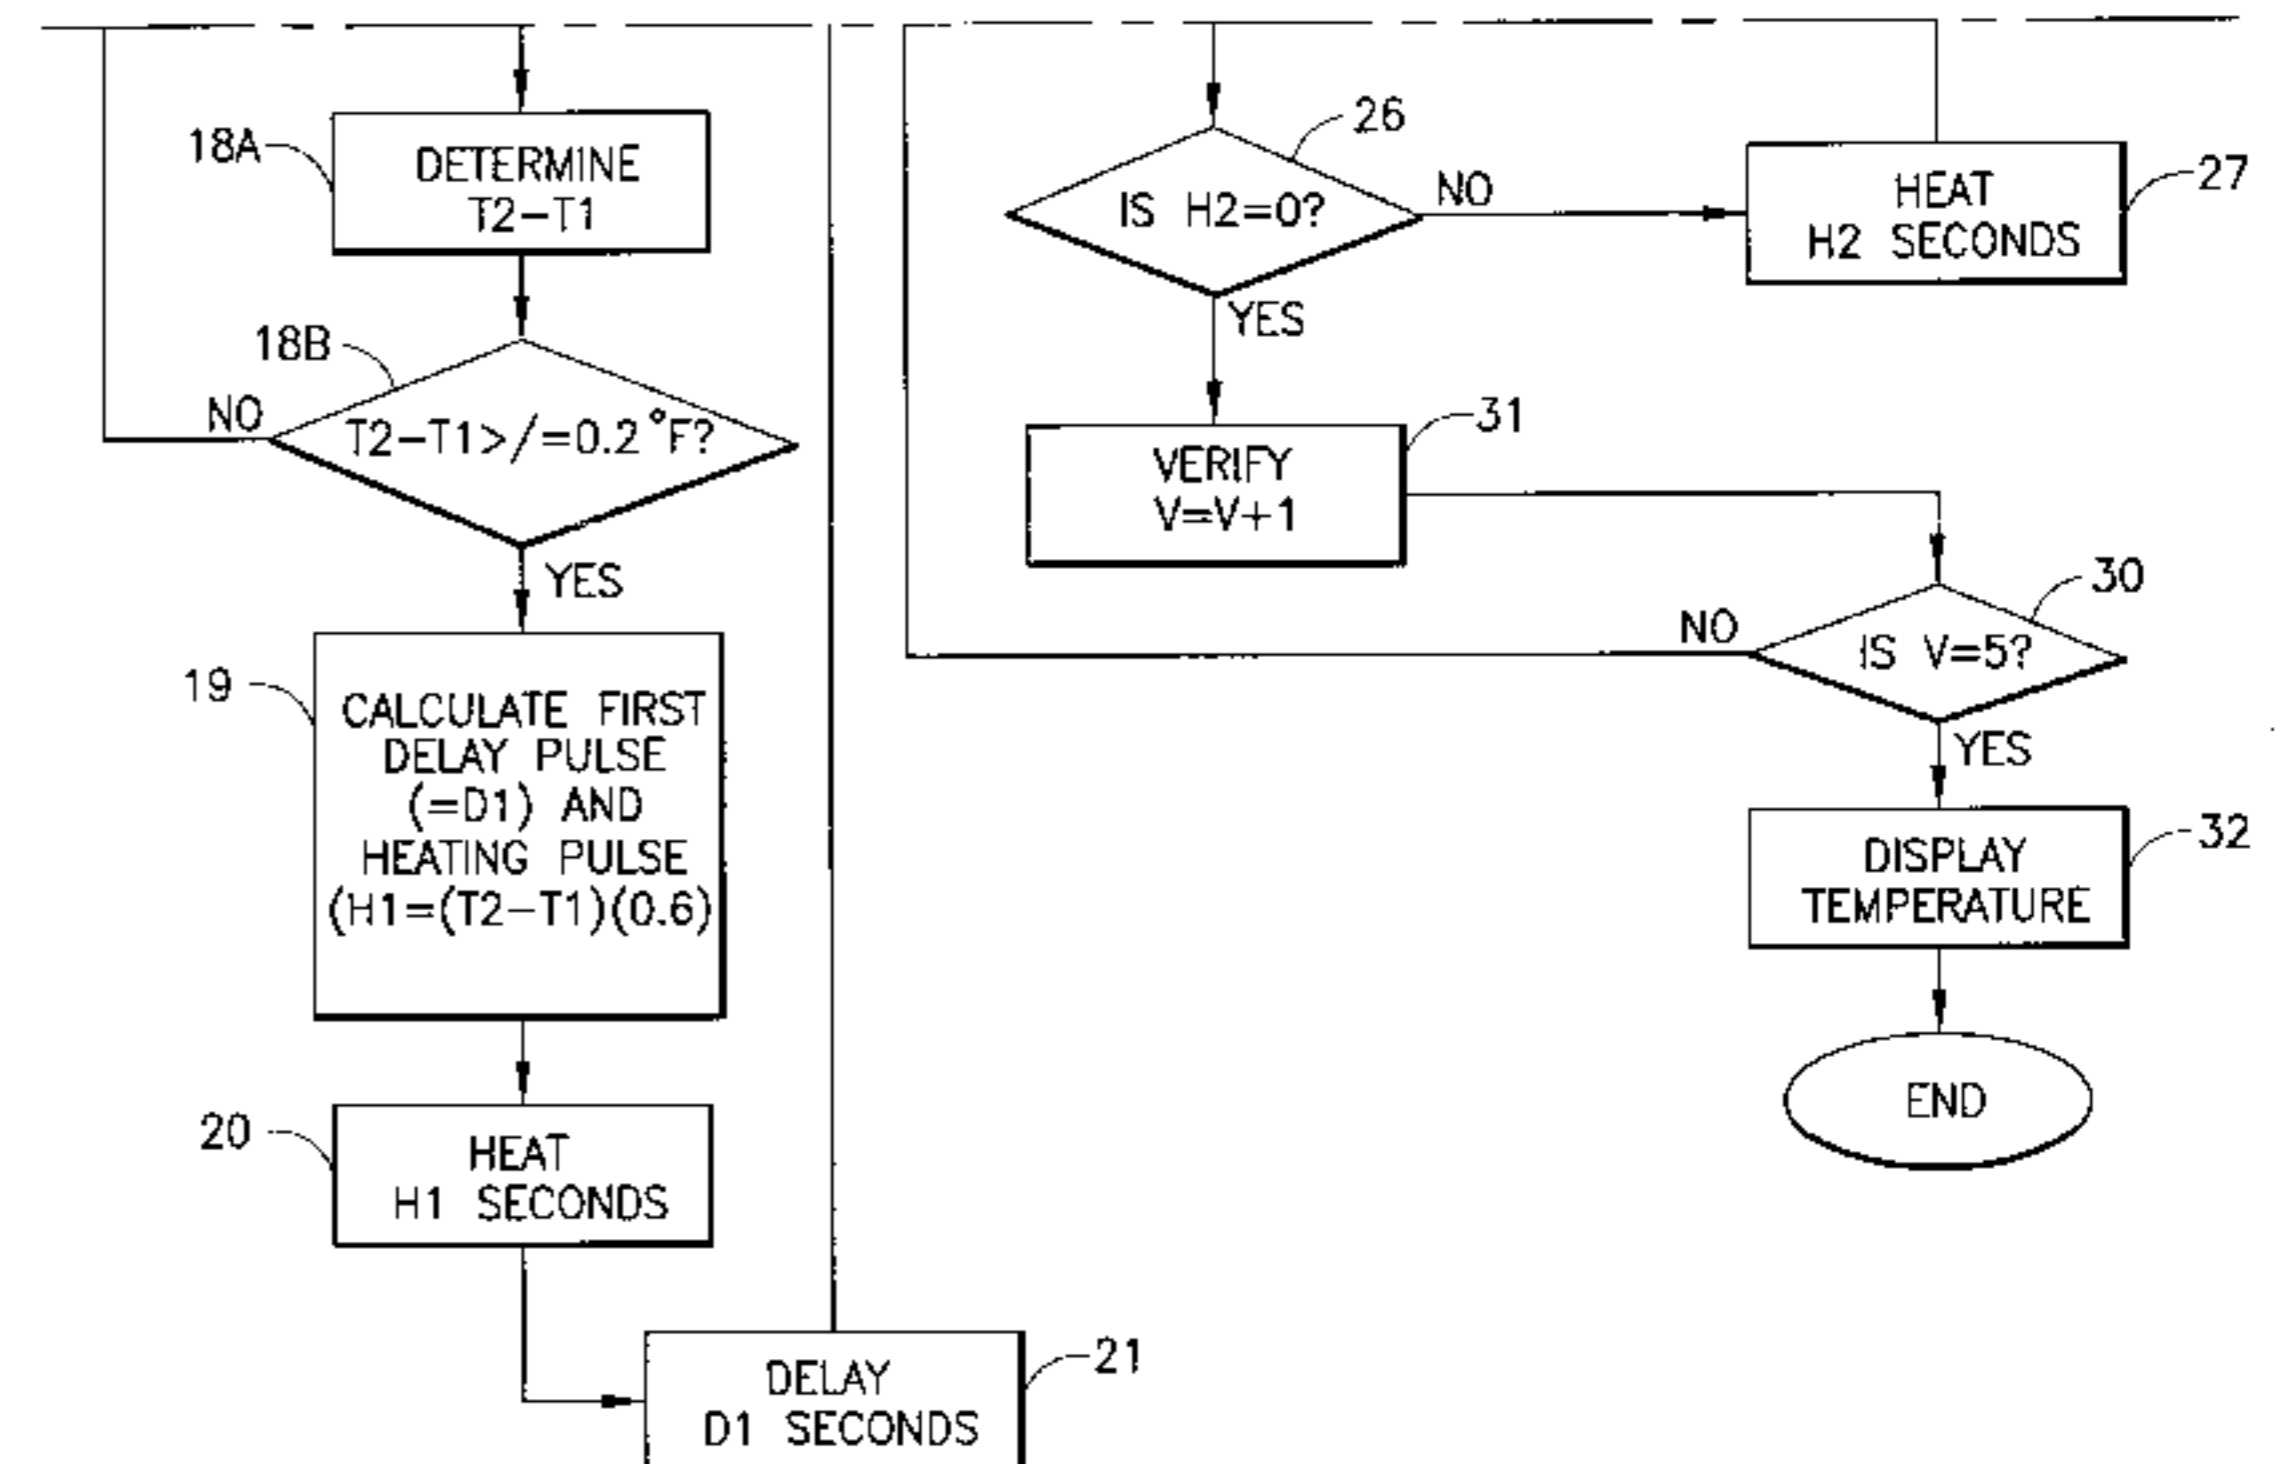 18A
DETERMINE
T2-T1
18B
NO
T2-T1>/=0.2°F?
YES
19
CALCULATE FIRST
DELAY PULSE
(=D1) AND
HEATING PULSE
(H1=(T2-T1)(0.6)
20
HEAT
H1 SECONDS
21
DELAY
D1 SECONDS
26
IS H2=0?
NO
YES
27
HEAT
H2 SECONDS
31
VERIFY
V=V+1
30
NO
IS V=5?
YES
32
DISPLAY
TEMPERATURE
END